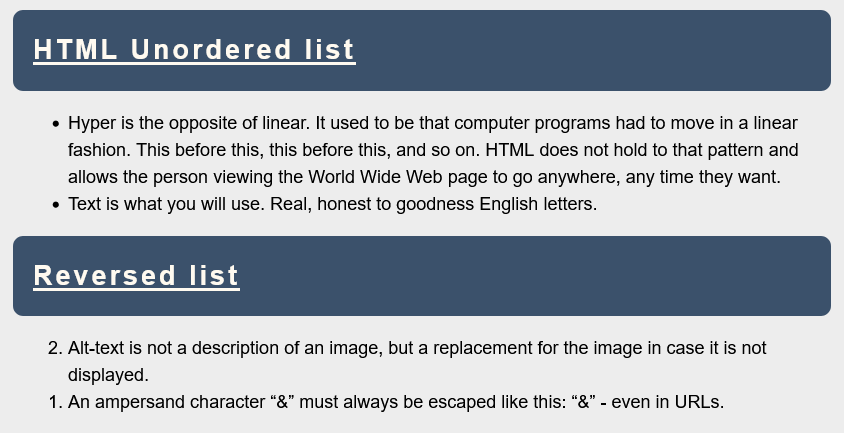 HTML Unordered list
• Hyper is the opposite of linear. It used to be that computer programs had to move in a linear
fashion. This before this, this before this, and so on. HTML does not hold to that pattern and
allows the person viewing the World Wide Web page to go anywhere, any time they want.
• Text is what you will use. Real, honest to goodness English letters.
Reversed list
2. Alt-text is not a description of an image, but a replacement for the image in case it is not
displayed.
1. An ampersand character “&” must always be escaped like this: “&” - even in URLs.